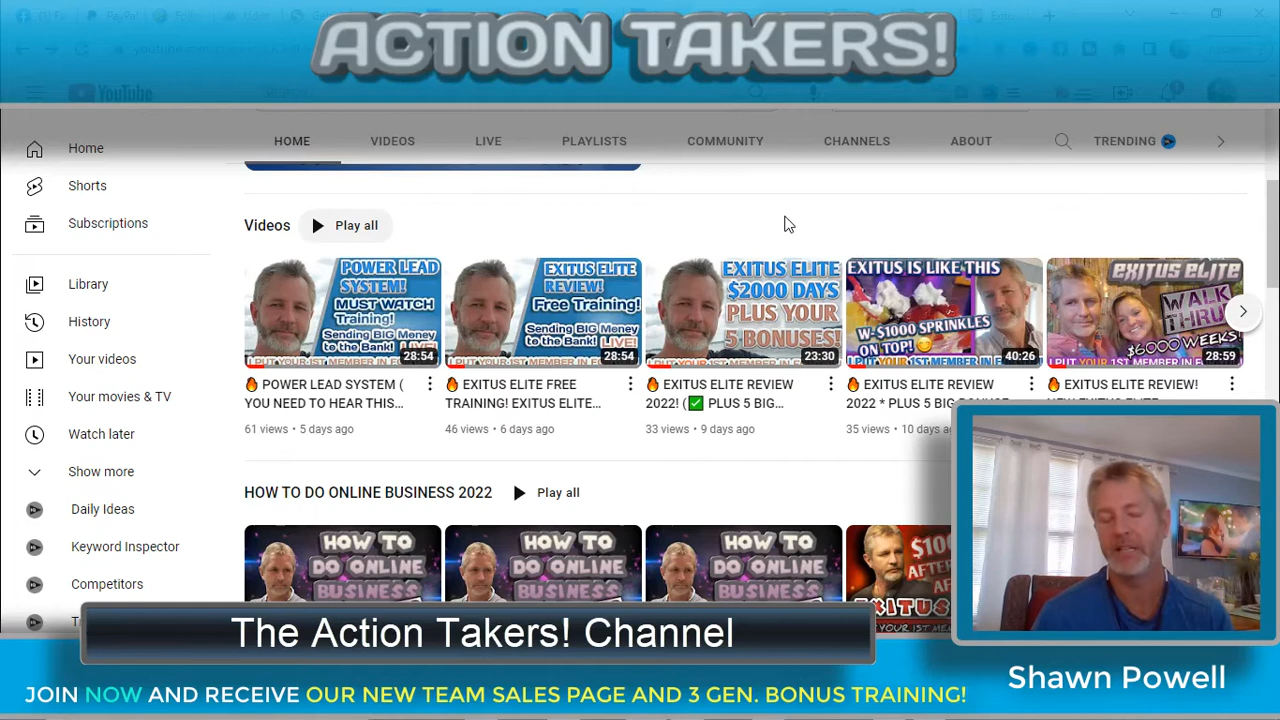 ACTION TAKERS!
YouTube
HOME VIDEOS LIVE PLAYLISTS COMMUNITY CHANNELS ABOUT TRENDING
Home
Shorts
Subscriptions
Library
History
Your videos
Your movies & TV
Watch later
Show more
Daily Ideas
Keyword Inspector
Competitors
Videos Play all
POWER LEAD
SYSTEM!
MUST WATCH
Training!
Sending BIG Money
to the Bank! LIVE!
28:54
EXITUS ELITE
REVIEW!
Free Training!
Sending BIG Money
to the Bank! LIVE!
28:54
EXITUS ELITE
$2000 DAYS
PLUS YOUR
5 BONUSES!
23:30
EXITUS IS LIKE THIS
W-$1000 SPRINKLES
ON TOP!
40:26
EXITUS ELITE
WALK
THRU
$6000 WEEKS
28:59
🔥 POWER LEAD SYSTEM (
YOU NEED TO HEAR THIS...
61 views • 5 days ago
🔥 EXITUS ELITE FREE
TRAINING! EXITUS ELITE...
46 views • 6 days ago
🔥 EXITUS ELITE REVIEW
2022! (✅ PLUS 5 BIG...
33 views • 9 days ago
🔥 EXITUS ELITE REVIEW
2022 * PLUS 5 BIG BONUS
35 views • 10 days
🔥 EXITUS ELITE REVIEW!
HOW TO DO ONLINE BUSINESS 2022 Play all
HOW TO
DO ONLINE
BUSINESS
HOW TO
DO ONLINE
BUSINESS
HOW TO
DO ONLINE
BUSINESS
The Action Takers! Channel
Shawn Powell
JOIN NOW AND RECEIVE OUR NEW TEAM SALES PAGE AND 3 GEN. BONUS TRAINING!